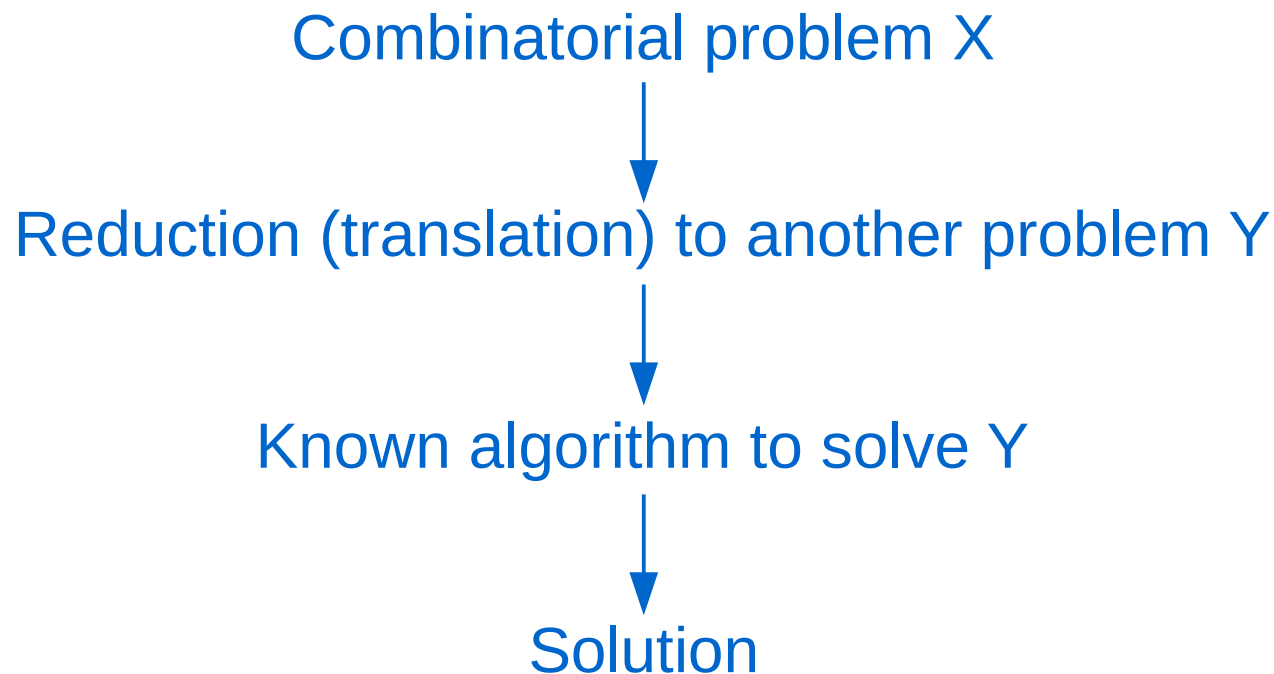 Combinatorial problem X
Reduction (translation) to another problem Y
Known algorithm to solve Y
Solution